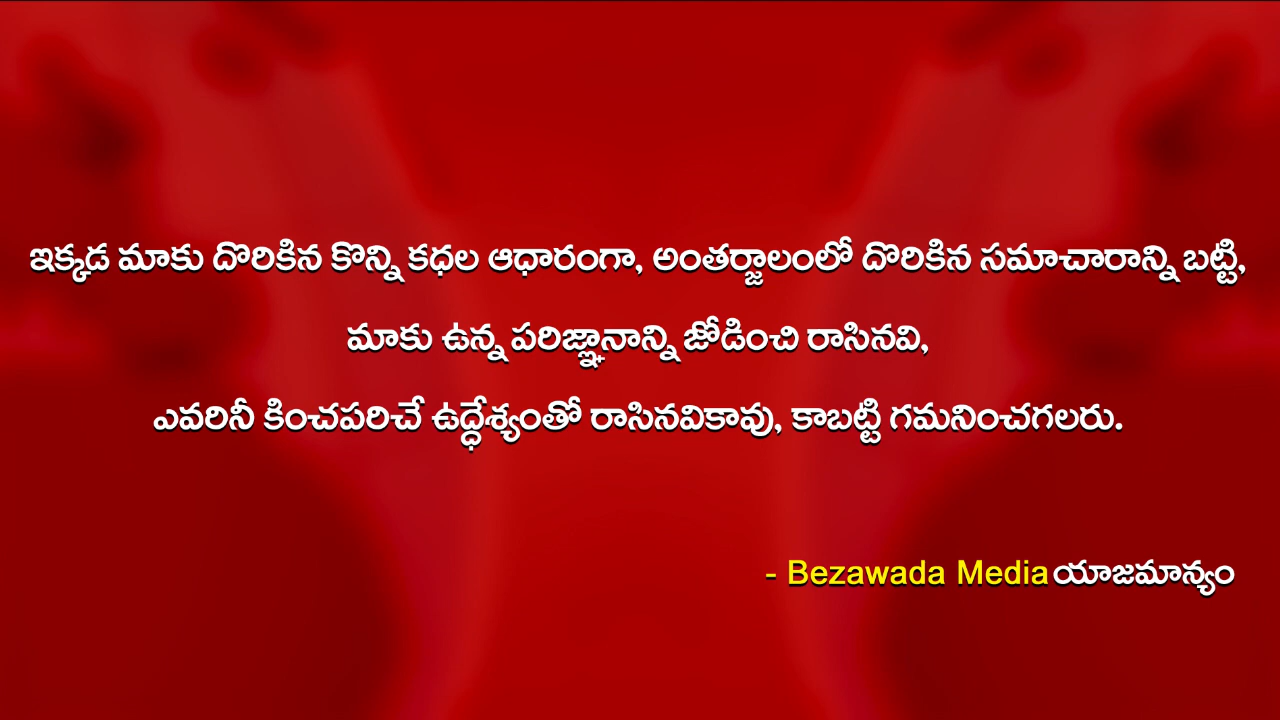 ఇక్కడ మాకు దొరికిన కొన్ని కధల ఆధారంగా, అంతర్జాలంలో దొరికిన సమాచారాన్ని బట్టి,
మాకు ఉన్న పరిజ్ఞానాన్ని జోడించి రాసినవి,
ఎవరినీ కించపరిచే ఉద్ధేశ్యంతో రాసినవికావు, కాబట్టి గమనించగలరు.
- Bezawada Media యాజమాన్యం